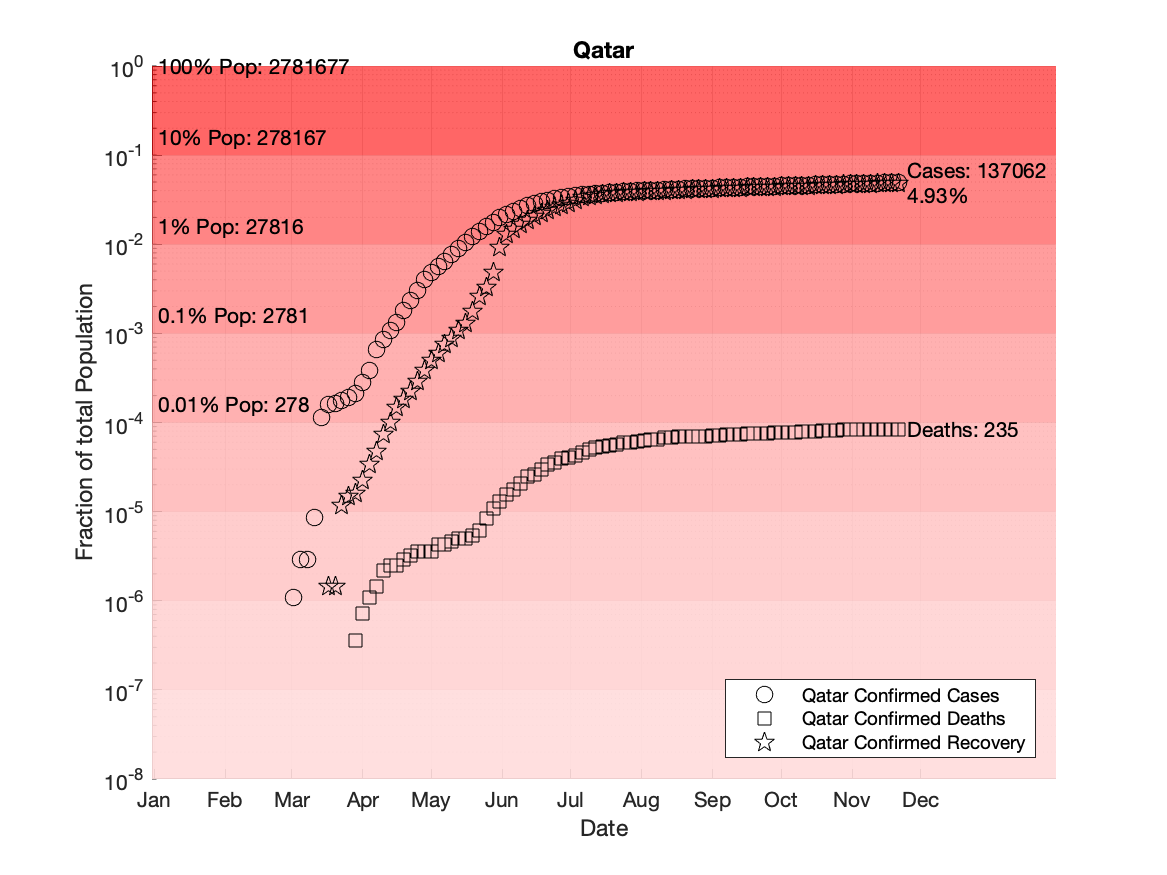 Qatar
10^0
100% Pop: 2781677
10% Pop: 278167
10^-1
Cases: 137062
4.93%
1% Pop: 27816
10^-2
0.1% Pop: 2781
10^-3
0.01% Pop: 278
10^-4
Deaths: 235
10^-5
10^-6
10^-7
10^-8
Fraction of total Population
Qatar Confirmed Cases
Qatar Confirmed Deaths
Qatar Confirmed Recovery
Jan Feb Mar Apr May Jun Jul Aug Sep Oct Nov Dec
Date